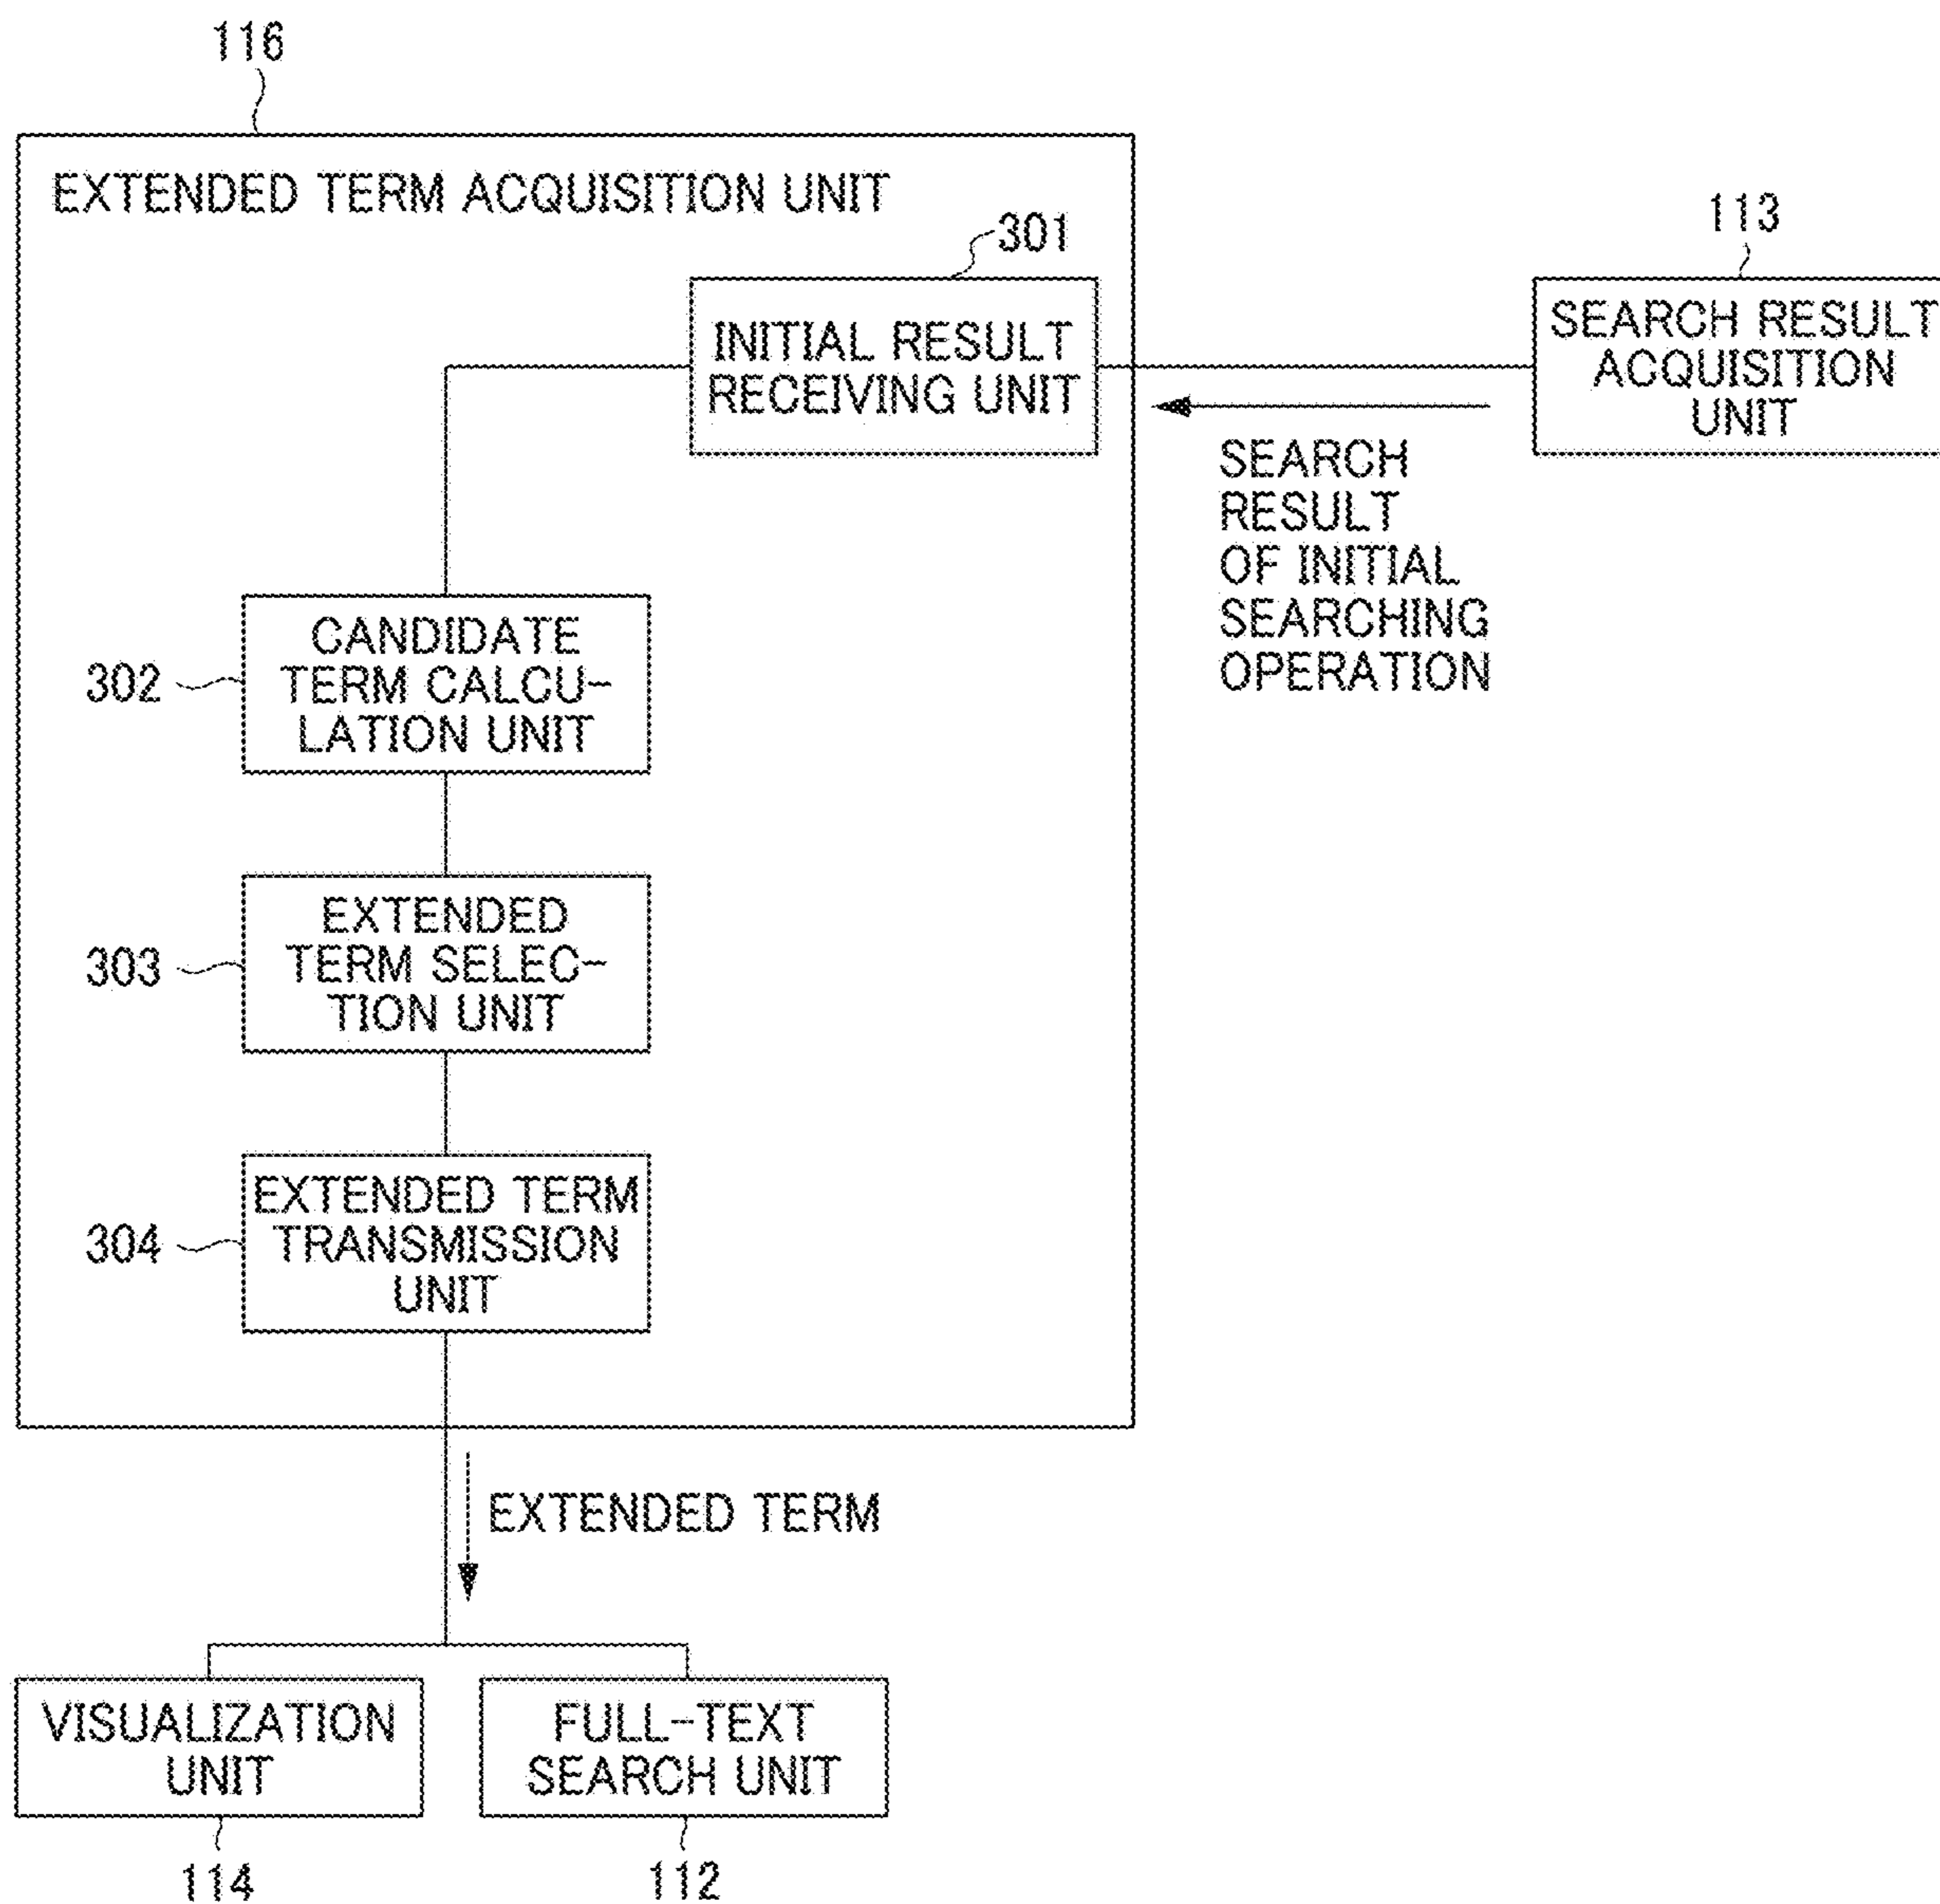 116
EXTENDED TERM ACQUISITION UNIT
301
113
INITIAL RESULT
RECEIVING UNIT
SEARCH RESULT
ACQUISITION
UNIT
SEARCH
RESULT
OF INITIAL
SEARCHING
OPERATION
302
CANDIDATE
TERM CALCU-
LATION UNIT
303
EXTENDED
TERM SELEC-
TION UNIT
304
EXTENDED TERM
TRANSMISSION
UNIT
EXTENDED TERM
VISUALIZATION
UNIT
FULL-TEXT
SEARCH UNIT
114
112